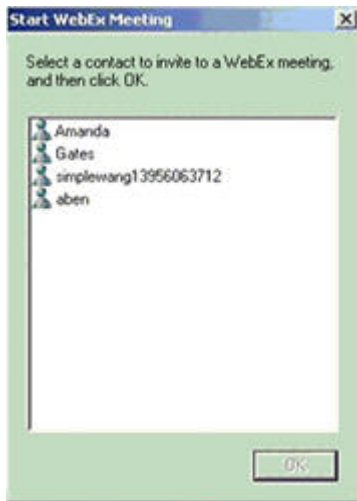 Start WebEx Meeting
Select a contact to invite to a WebEx meeting,
and then click OK.
Amanda
Gates
simplewang13956063712
aben
OK